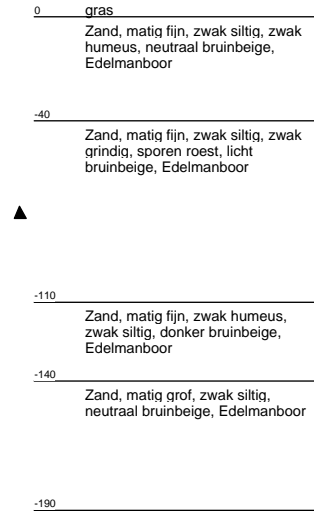 0 gras
Zand, matig fijn, zwak siltig, zwak
humeus, neutraal bruinbeige,
Edelmanboor
-40
Zand, matig fijn, zwak siltig, zwak
grindig, sporen roest, licht
bruinbeige, Edelmanboor
-110
Zand, matig fijn, zwak humeus,
zwak siltig, donker bruinbeige,
Edelmanboor
-140
Zand, matig grof, zwak siltig,
neutraal bruinbeige, Edelmanboor
-190